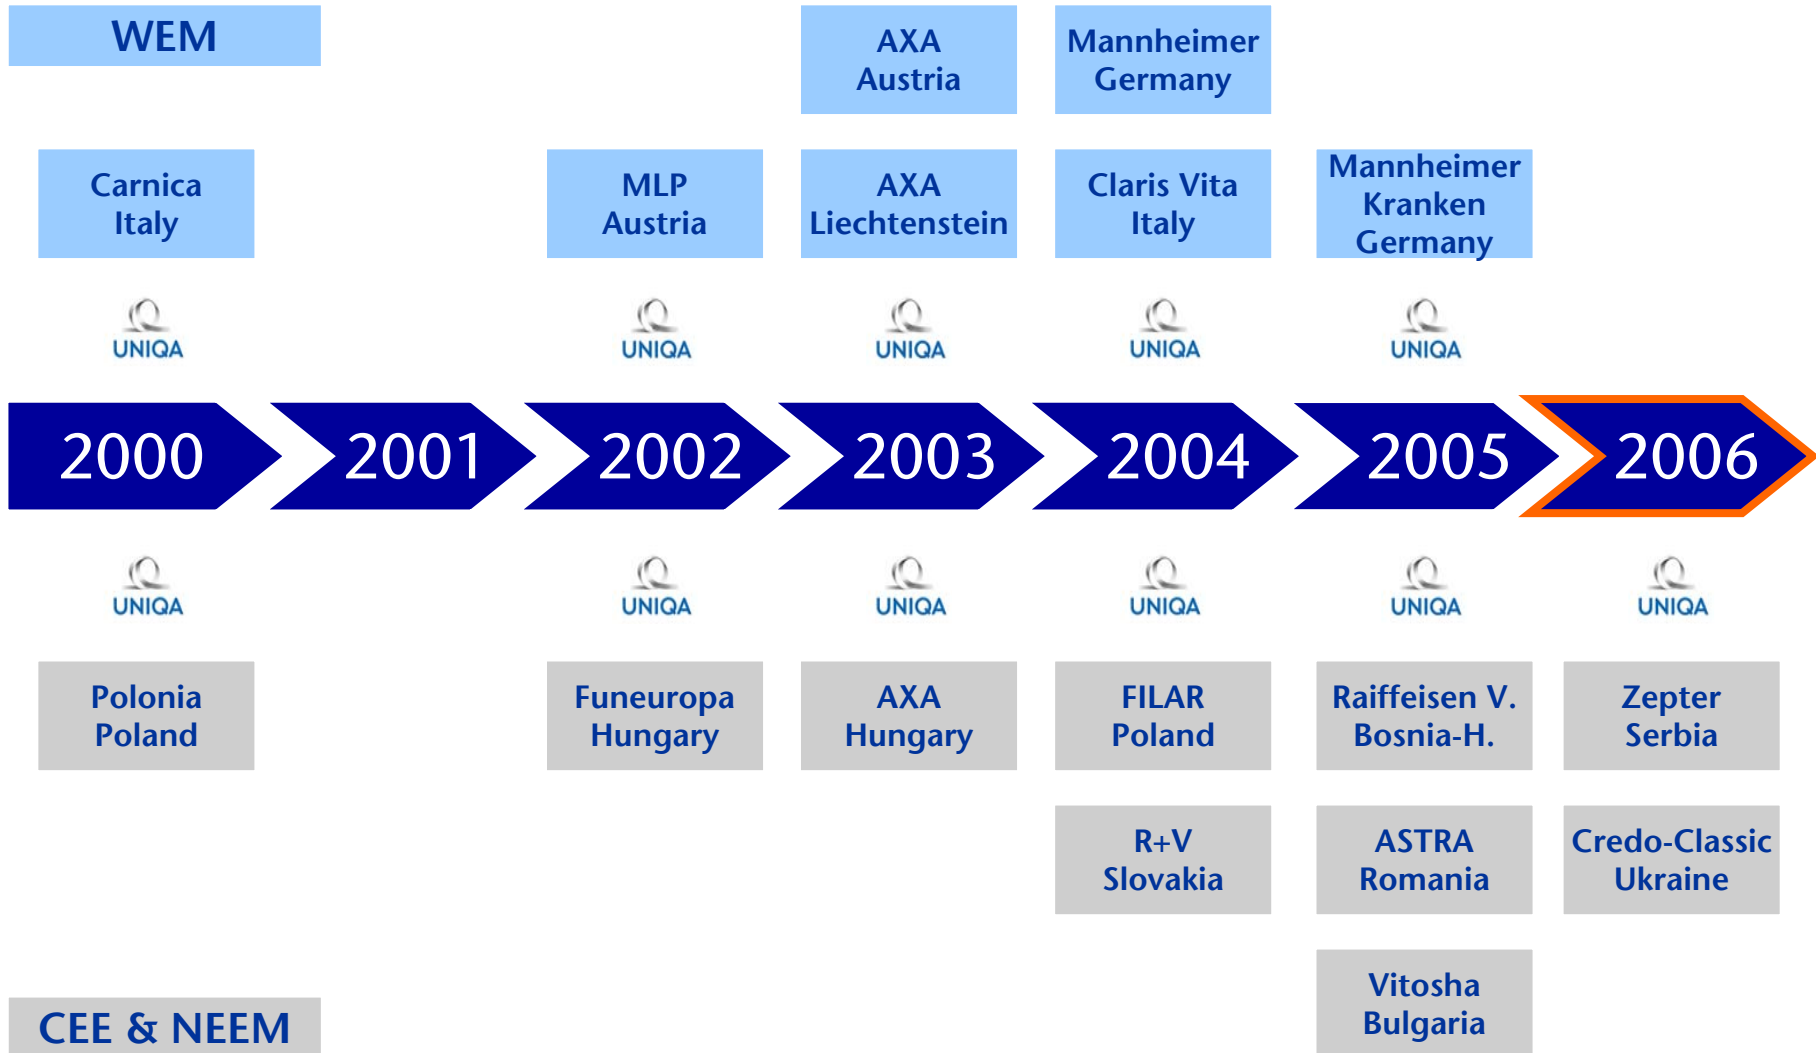 WEM
AXA
Austria
Mannheimer
Germany
Carnica
Italy
MLP
Austria
AXA
Liechtenstein
Claris Vita
Italy
Mannheimer
Kranken
Germany
UNIQA
UNIQA
UNIQA
UNIQA
UNIQA
2000
2001
2002
2003
2004
2005
2006
UNIQA
UNIQA
UNIQA
UNIQA
UNIQA
UNIQA
Polonia
Poland
Funeuropa
Hungary
AXA
Hungary
FILAR
Poland
Raiffeisen V.
Bosnia-H.
Zepter
Serbia
R+V
Slovakia
ASTRA
Romania
Credo-Classic
Ukraine
Vitosha
Bulgaria
CEE & NEEM